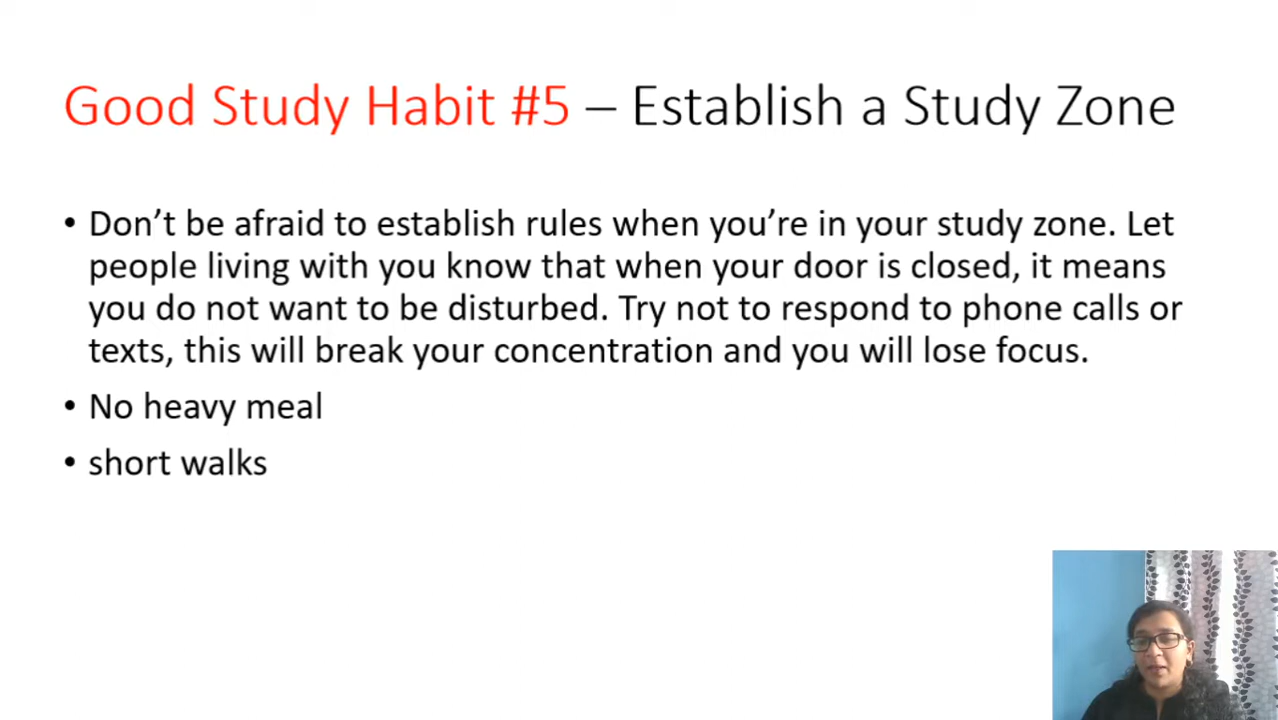 Good Study Habit #5 – Establish a Study Zone
• Don’t be afraid to establish rules when you’re in your study zone. Let
people living with you know that when your door is closed, it means
you do not want to be disturbed. Try not to respond to phone calls or
texts, this will break your concentration and you will lose focus.
• No heavy meal
• short walks